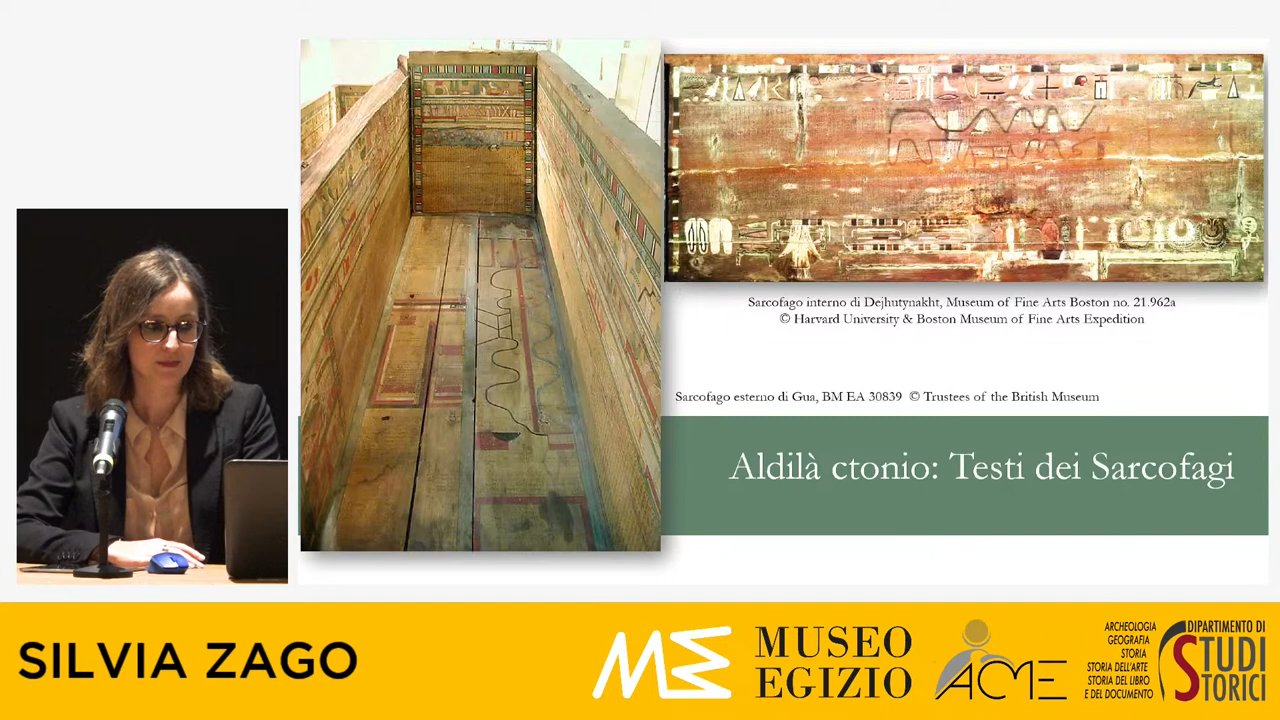 Sarcofago interno di Dejhutynakht, Museum of Fine Arts Boston no. 21.962a
© Harvard University & Boston Museum of Fine Arts Expedition
Sarcofago esterno di Gua, BM EA 30839 © Trustees of the British Museum
Aldilà ctonio: Testi dei Sarcofagi
SILVIA ZAGO
ME
MUSEO
EGIZIO
ACME
ARCHEOLOGIA
GEOGRAFIA
STORIA
STORIA DELL'ARTE
STORIA DEL LIBRO
E DEL DOCUMENTO
DIPARTIMENTO DI
STUDI
STORICI